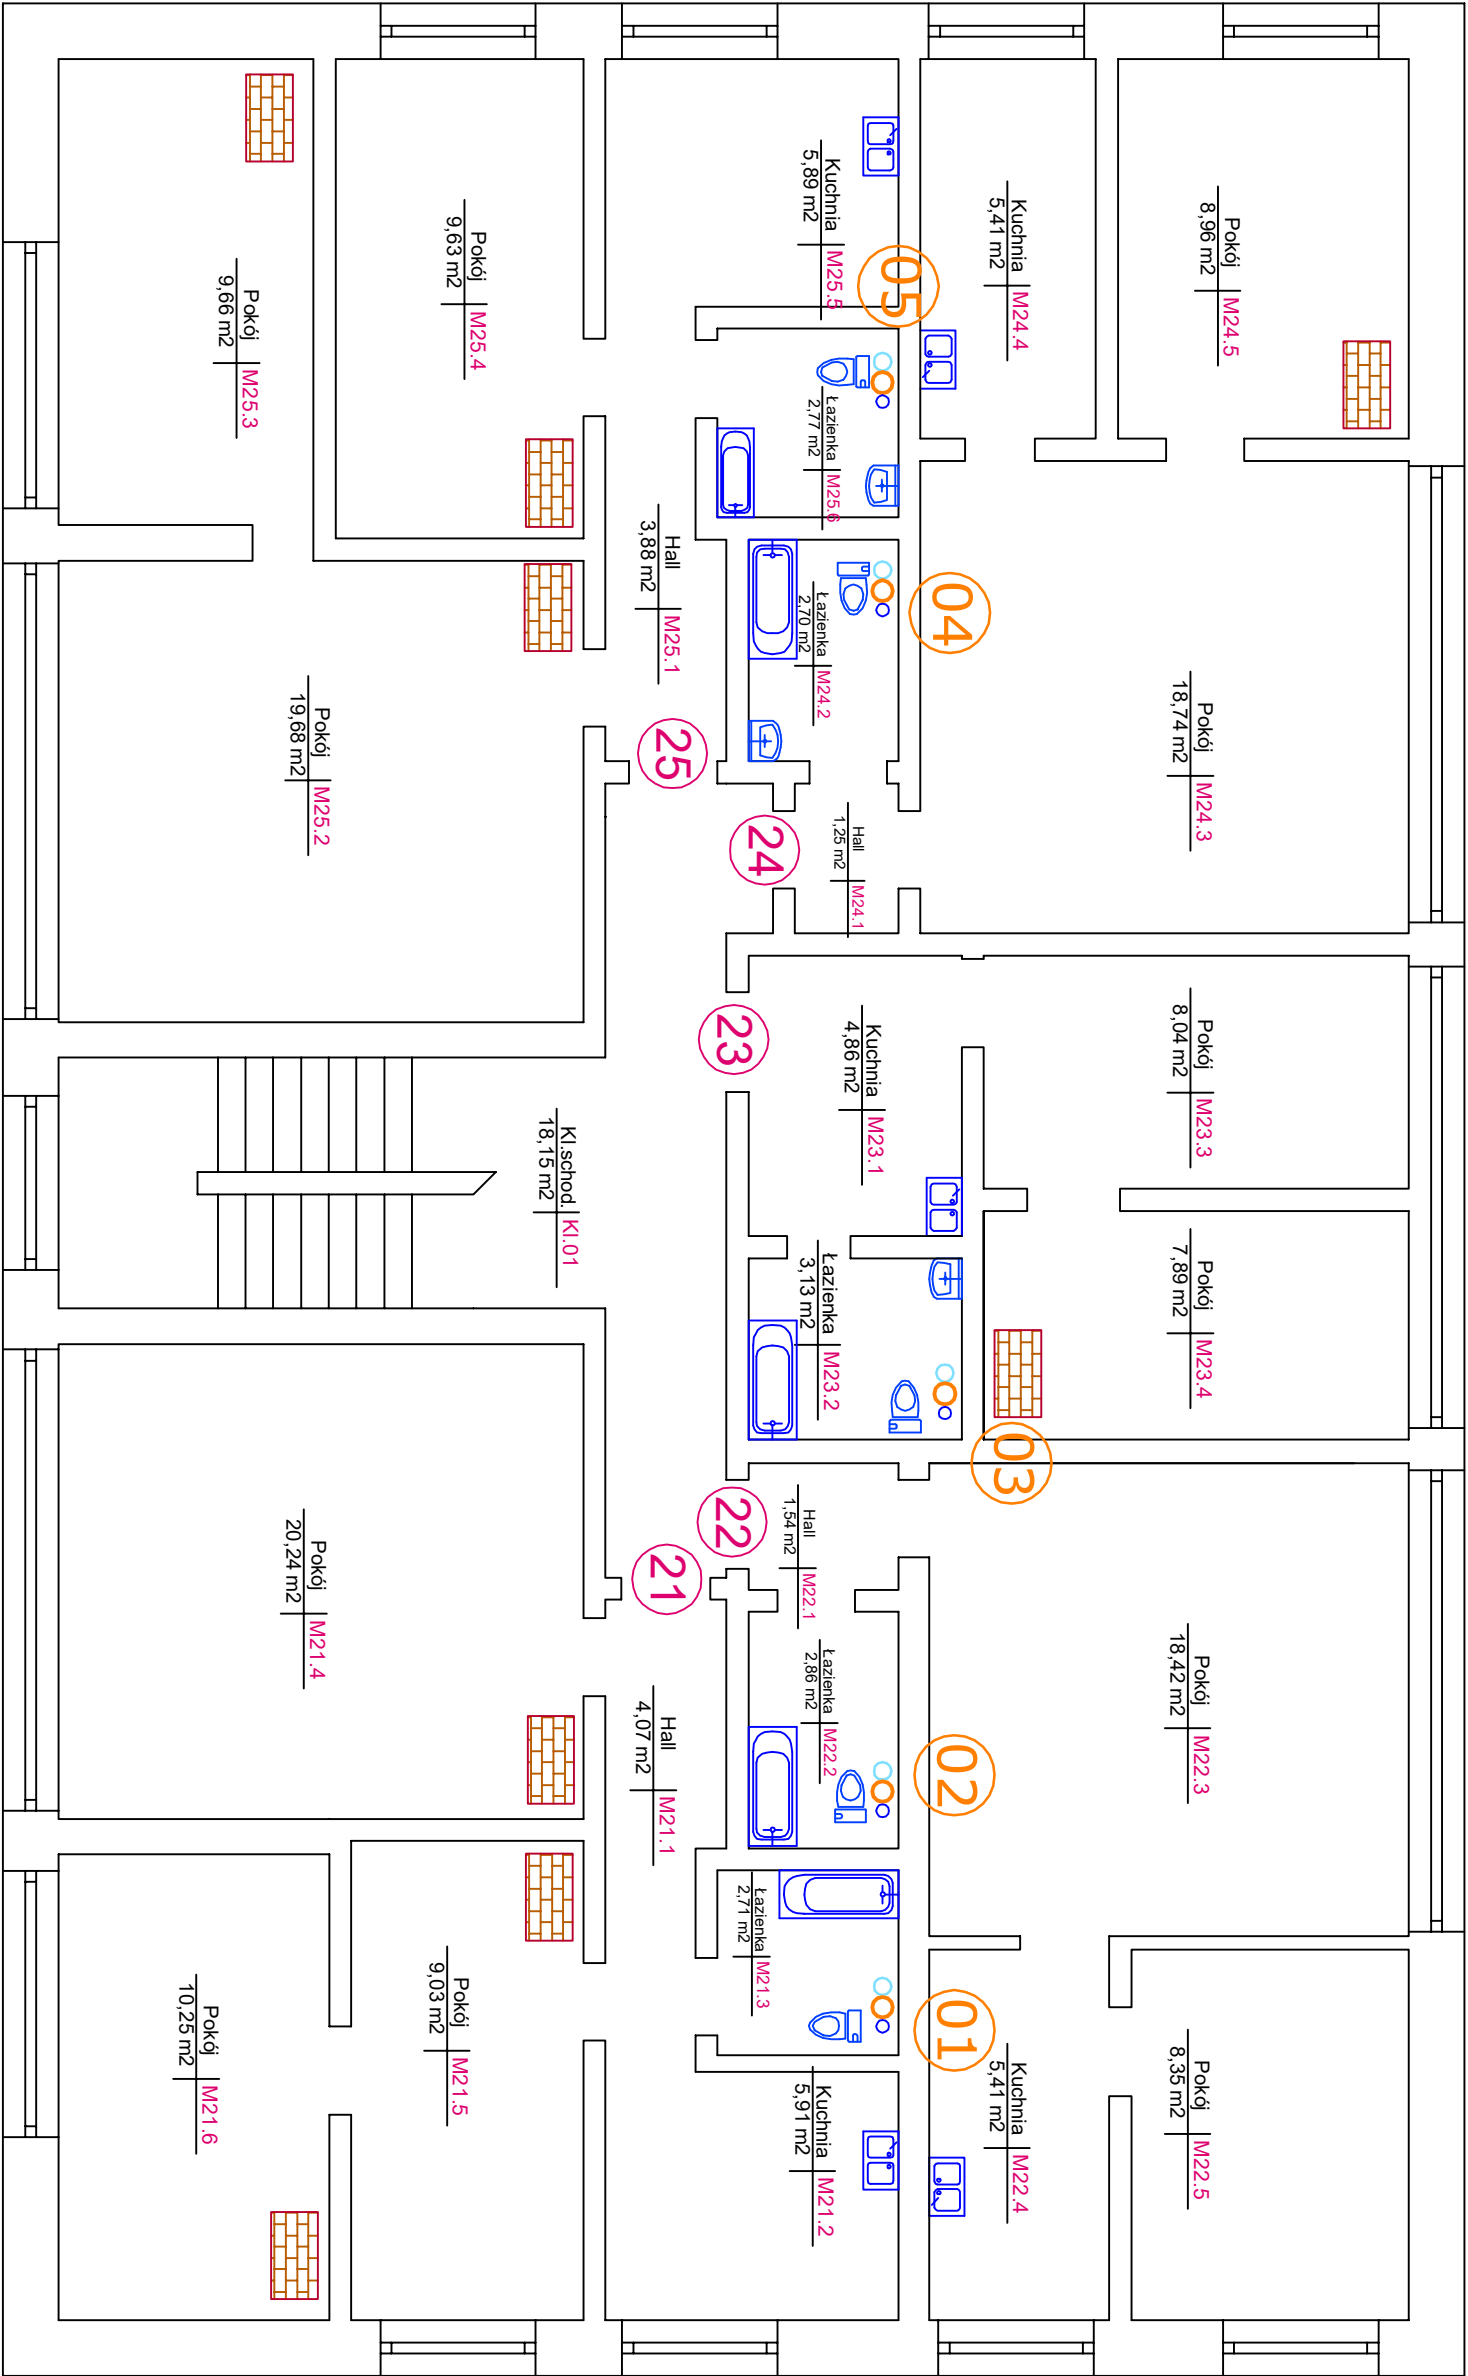 Pokój M24.5
8,96 m2
Kuchnia M24.4
5,41 m2
05
Kuchnia M25.5
5,89 m2
Pokój M25.4
9,63 m2
Pokój M25.3
9,66 m2
Łazienka M25.6
2,77 m2
Hall M25.1
3,88 m2
04
Łazienka M24.2
2,70 m2
Pokój M24.3
18,74 m2
Pokój M25.2
19,68 m2
25
24
Hall M24.1
1,25 m2
23
Kuchnia M23.1
4,86 m2
Pokój M23.3
8,04 m2
Kl.schod. Kl.01
18,15 m2
Łazienka M23.2
3,13 m2
Pokój M23.4
7,89 m2
03
22
21
Hall M22.1
1,54 m2
Pokój M21.4
20,24 m2
Łazienka M22.2
2,86 m2
Pokój M22.3
18,42 m2
02
Hall M21.1
4,07 m2
Łazienka M21.3
2,71 m2
01
Pokój M21.5
9,03 m2
Pokój M21.6
10,25 m2
Kuchnia M21.2
5,91 m2
Kuchnia M22.4
5,41 m2
Pokój M22.5
8,35 m2